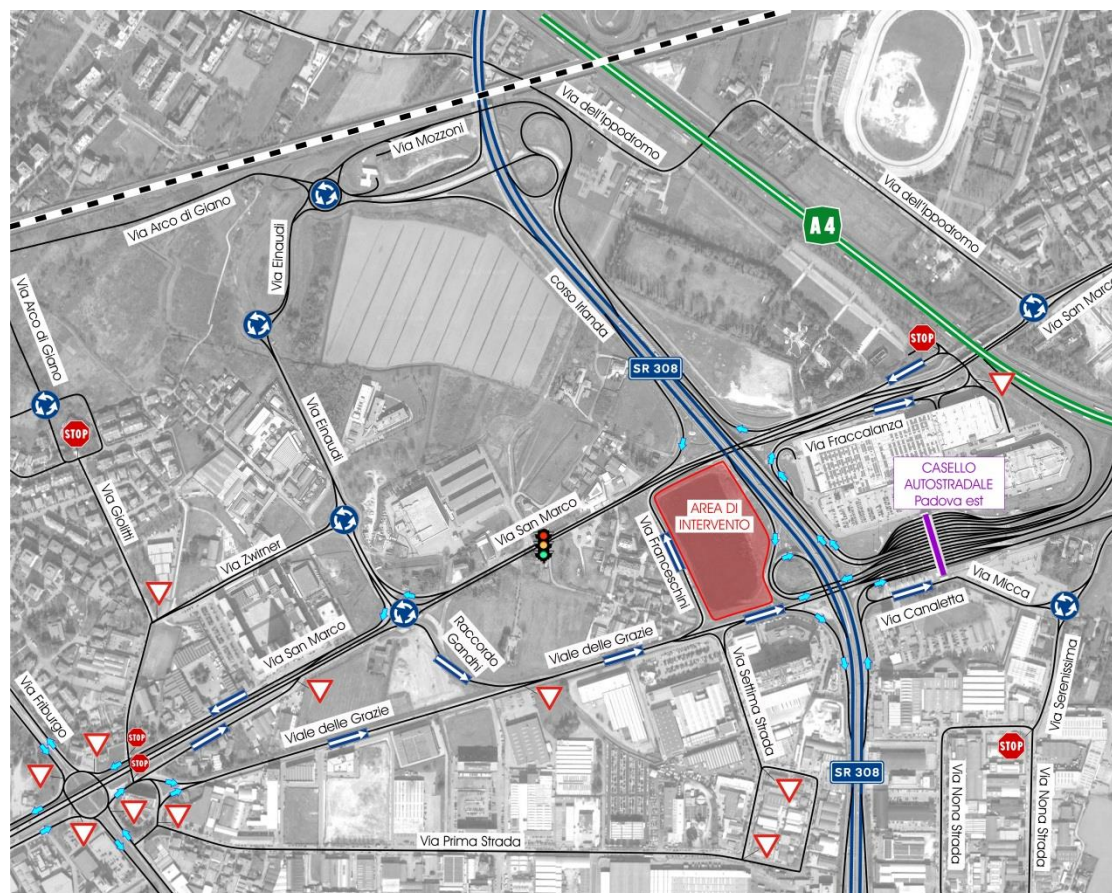 Via Mozzoni
Via dell'Ippodromo
Via Arco di Giano
Via Einaudi
Via dell'Ippodromo
A4
Via Arco di Giano
corso Irlanda
Via San Marco
STOP
SR 308
STOP
Via Einaudi
Via Fraccalanza
CASELLO
AUTOSTRADALE
Padova est
Via Giolitti
Via San Marco
AREA DI
INTERVENTO
Via Zwirner
Via Franceschini
Via Micca
Via Canaletta
Via San Marco
Raccordo
Gandhi
Viale delle Grazie
Via Settima Strada
Via Serenissima
Via Friburgo
Viale delle Grazie
STOP
STOP
STOP
SR 308
Via Nona Strada
Via Nona Strada
Via Prima Strada